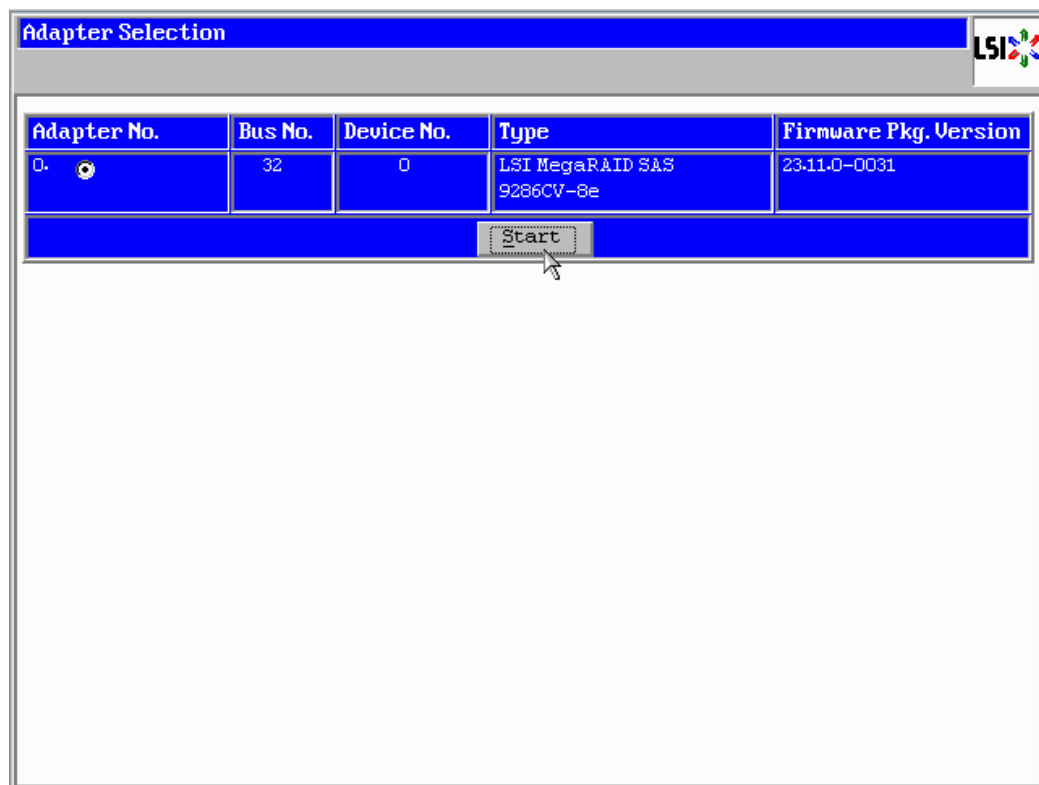 Adapter Selection
LSI
Adapter No. Bus No. Device No. Type Firmware Pkg. Version
0. 32 0 LSI MegaRAID SAS 23.11.0-0031
9286CV-8e
Start